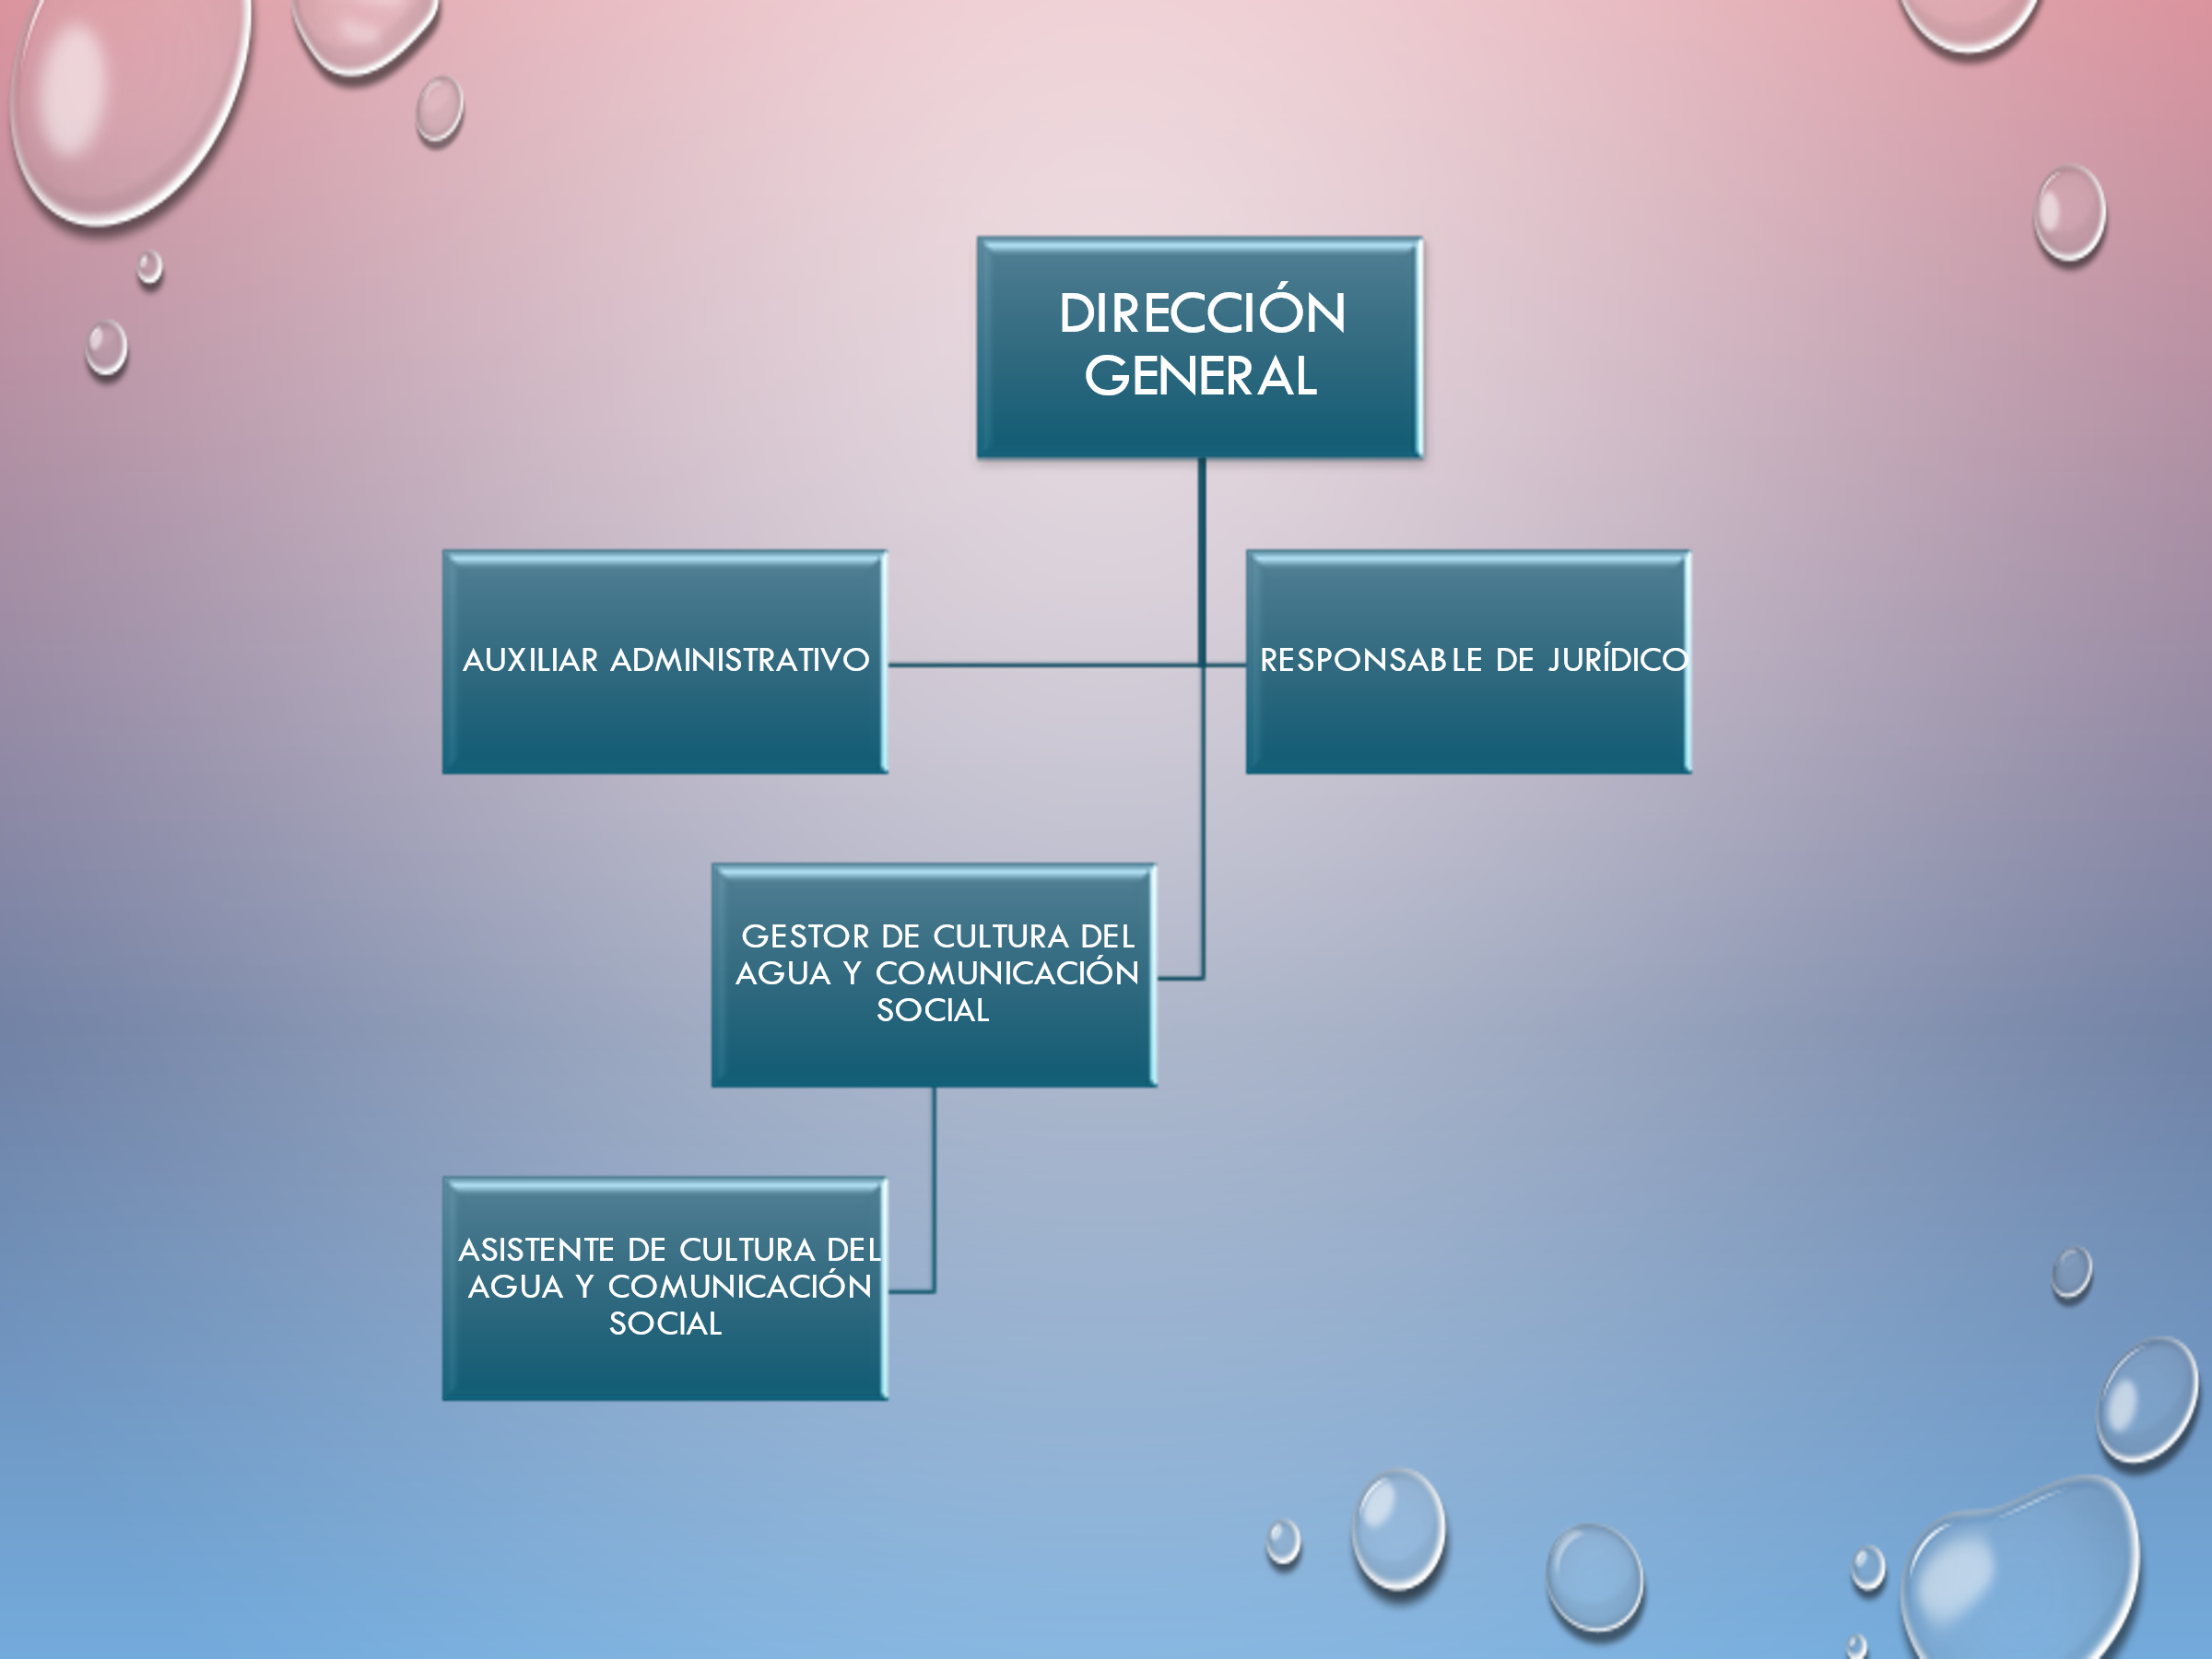 DIRECCIÓN
GENERAL
AUXILIAR ADMINISTRATIVO
RESPONSABLE DE JURÍDICO
GESTOR DE CULTURA DEL
AGUA Y COMUNICACIÓN
SOCIAL
ASISTENTE DE CULTURA DEL
AGUA Y COMUNICACIÓN
SOCIAL